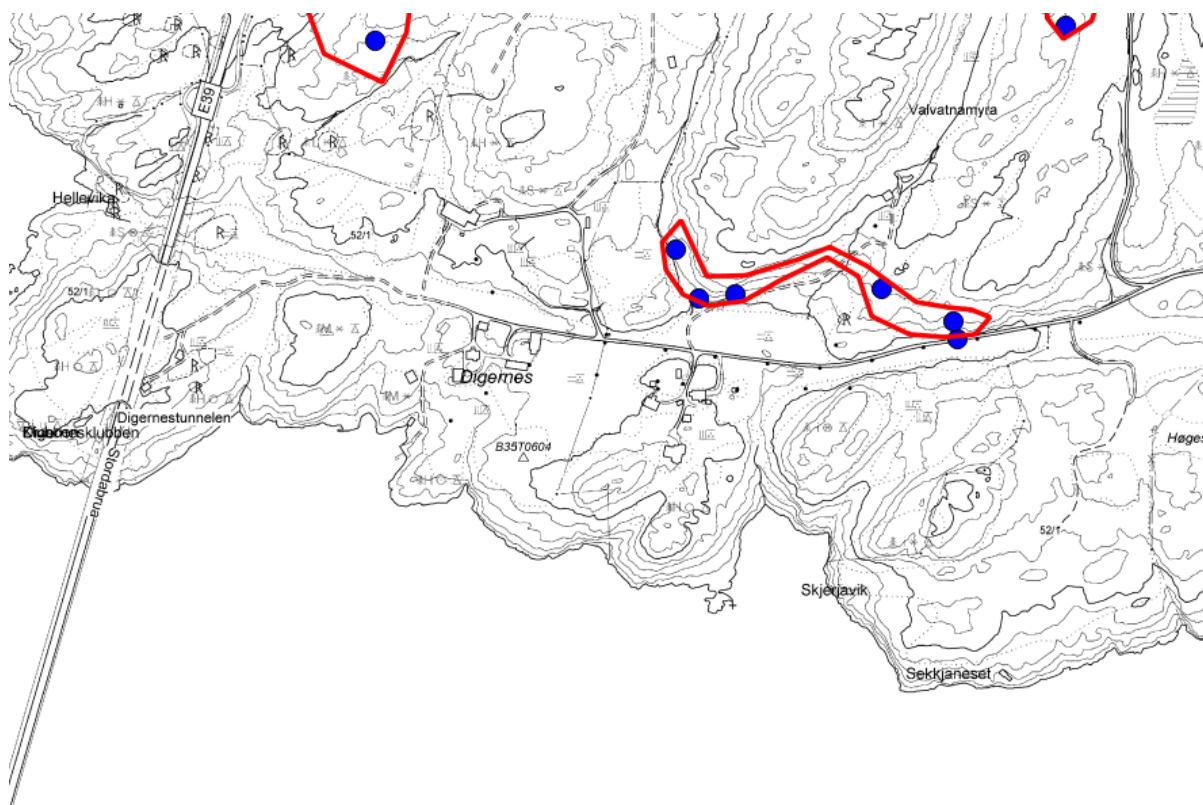 E39
Valvatnamyra
Hellevika
52/1
52/1
Digernes
Digernestunnelen
Stordabrua
B35T0604
Høges
52/1
Skjerjavik
Sekkjaneset